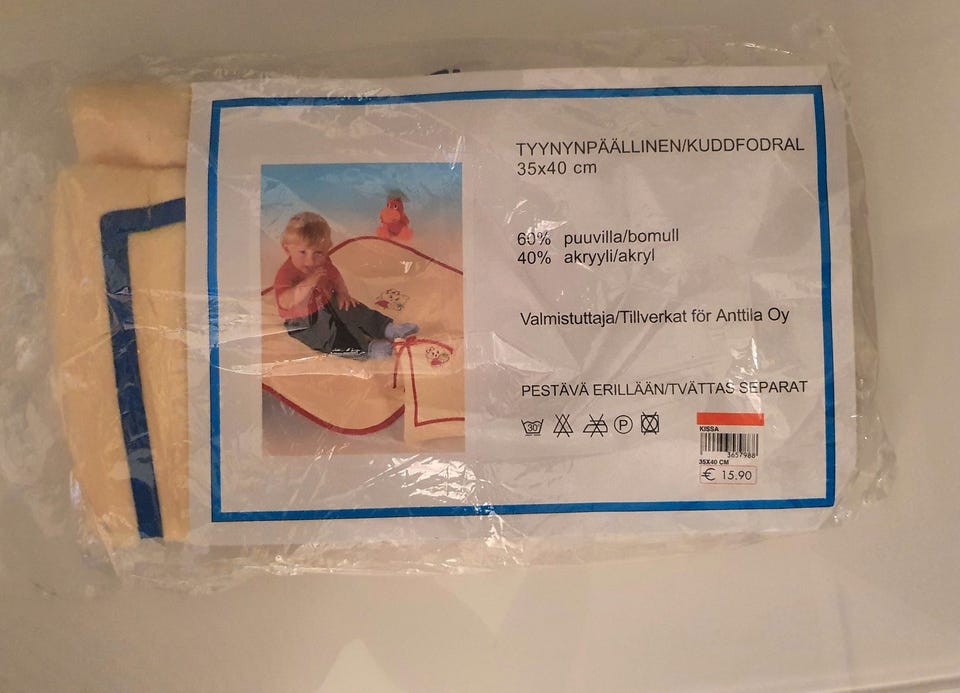 TYYNYNPÄÄLLINEN/KUDDFODRAL
35x40 cm
60% puuvilla/bomull
40% akryyli/akryl
Valmistuttaja/Tillverkat för Anttila Oy
PESTÄVÄ ERILLÄÄN/TVÄTTAS SEPARAT
30 P
KISSA
3657988
35X40 CM
€ 15.90